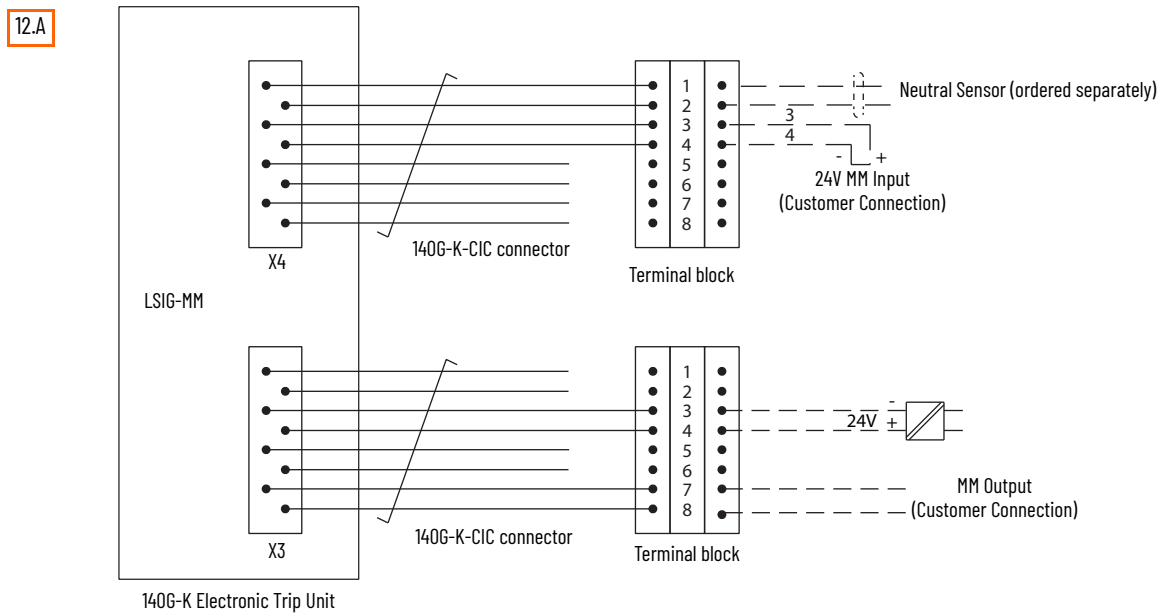 12.A
1
2
3
4
5
6
7
8
3
4
- +
Neutral Sensor (ordered separately)
24V MM Input
(Customer Connection)
140G-K-CIC connector
X4
Terminal block
LSIG-MM
1
2
3
4
5
6
7
8
-
24V +
MM Output
(Customer Connection)
140G-K-CIC connector
X3
Terminal block
140G-K Electronic Trip Unit